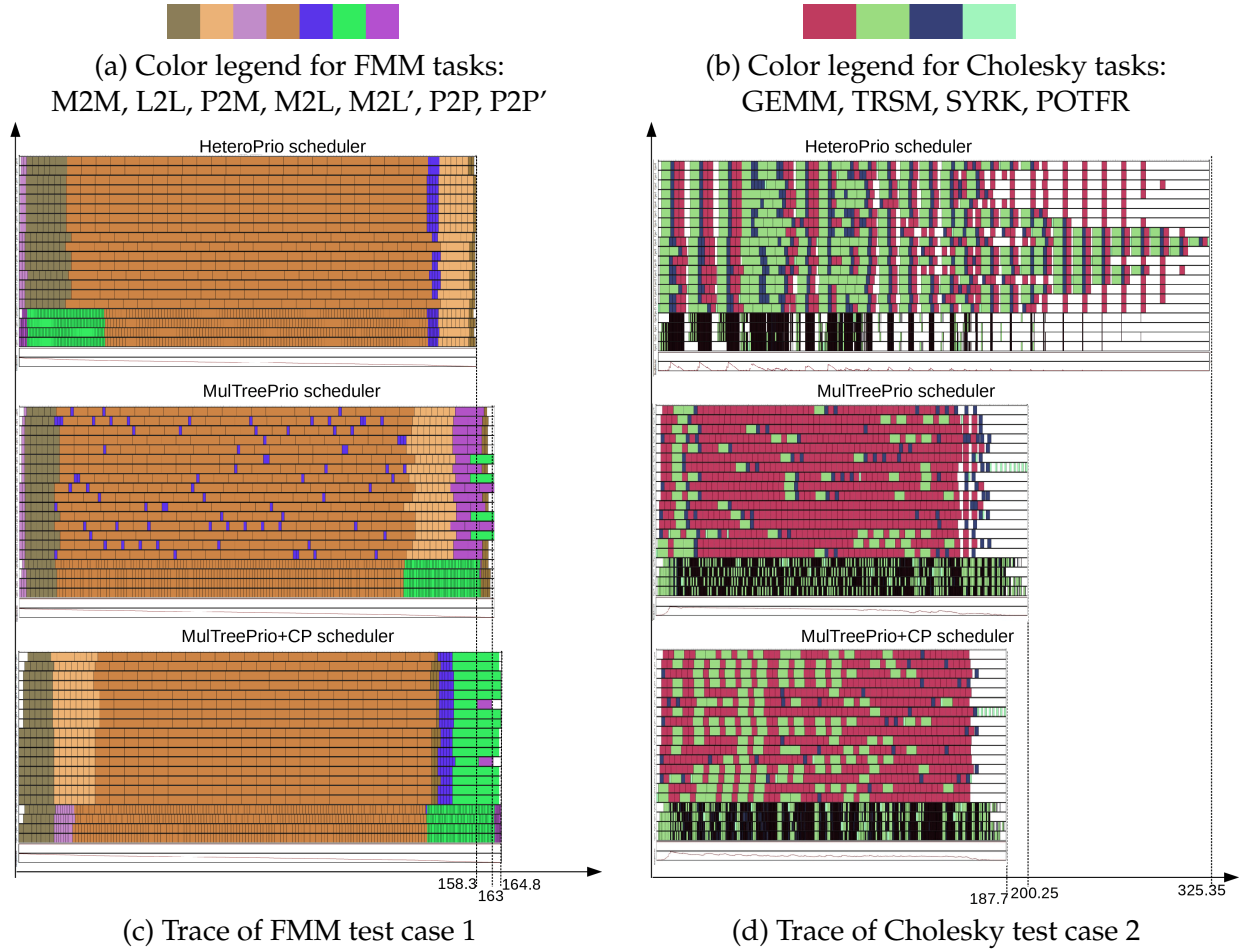 (a) Color legend for FMM tasks:
M2M, L2L, P2M, M2L, M2L', P2P, P2P'
(b) Color legend for Cholesky tasks:
GEMM, TRSM, SYRK, POTFR
HeteroPrio scheduler
MulTreePrio scheduler
MulTreePrio+CP scheduler
158.3
163
164.8
(c) Trace of FMM test case 1
HeteroPrio scheduler
MulTreePrio scheduler
MulTreePrio+CP scheduler
187.7
200.25
325.35
(d) Trace of Cholesky test case 2